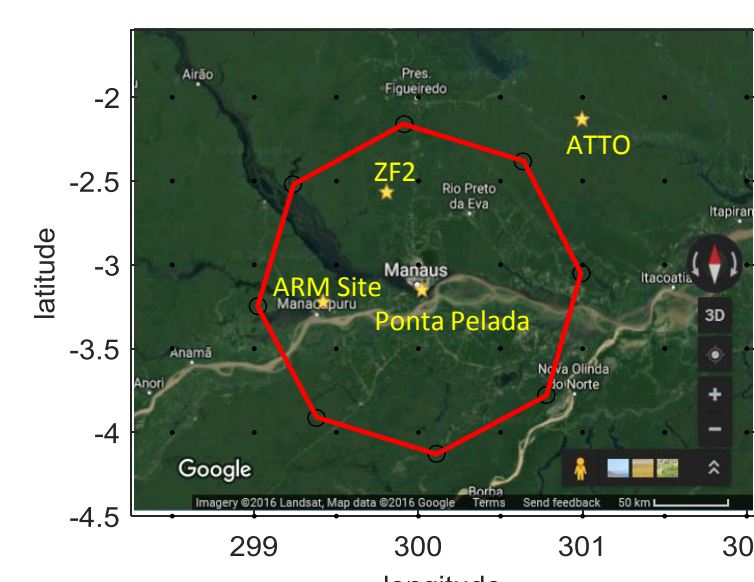 Airão
Pres.
Figueiredo
-2
ATTO
ZF2
-2.5
Rio Preto
da Eva
Itapiran
latitude
-3
Manaus
Itacoatia
ARM Site
3D
Ponta Pelada
-3.5
Anamã
Nova Olinda
do Norte
Anori
-4
Google
Borba
Imagery ©2016 Landsat, Map data ©2016 Google Terms Send feedback 50 km
-4.5
299
300
301
30
longitude